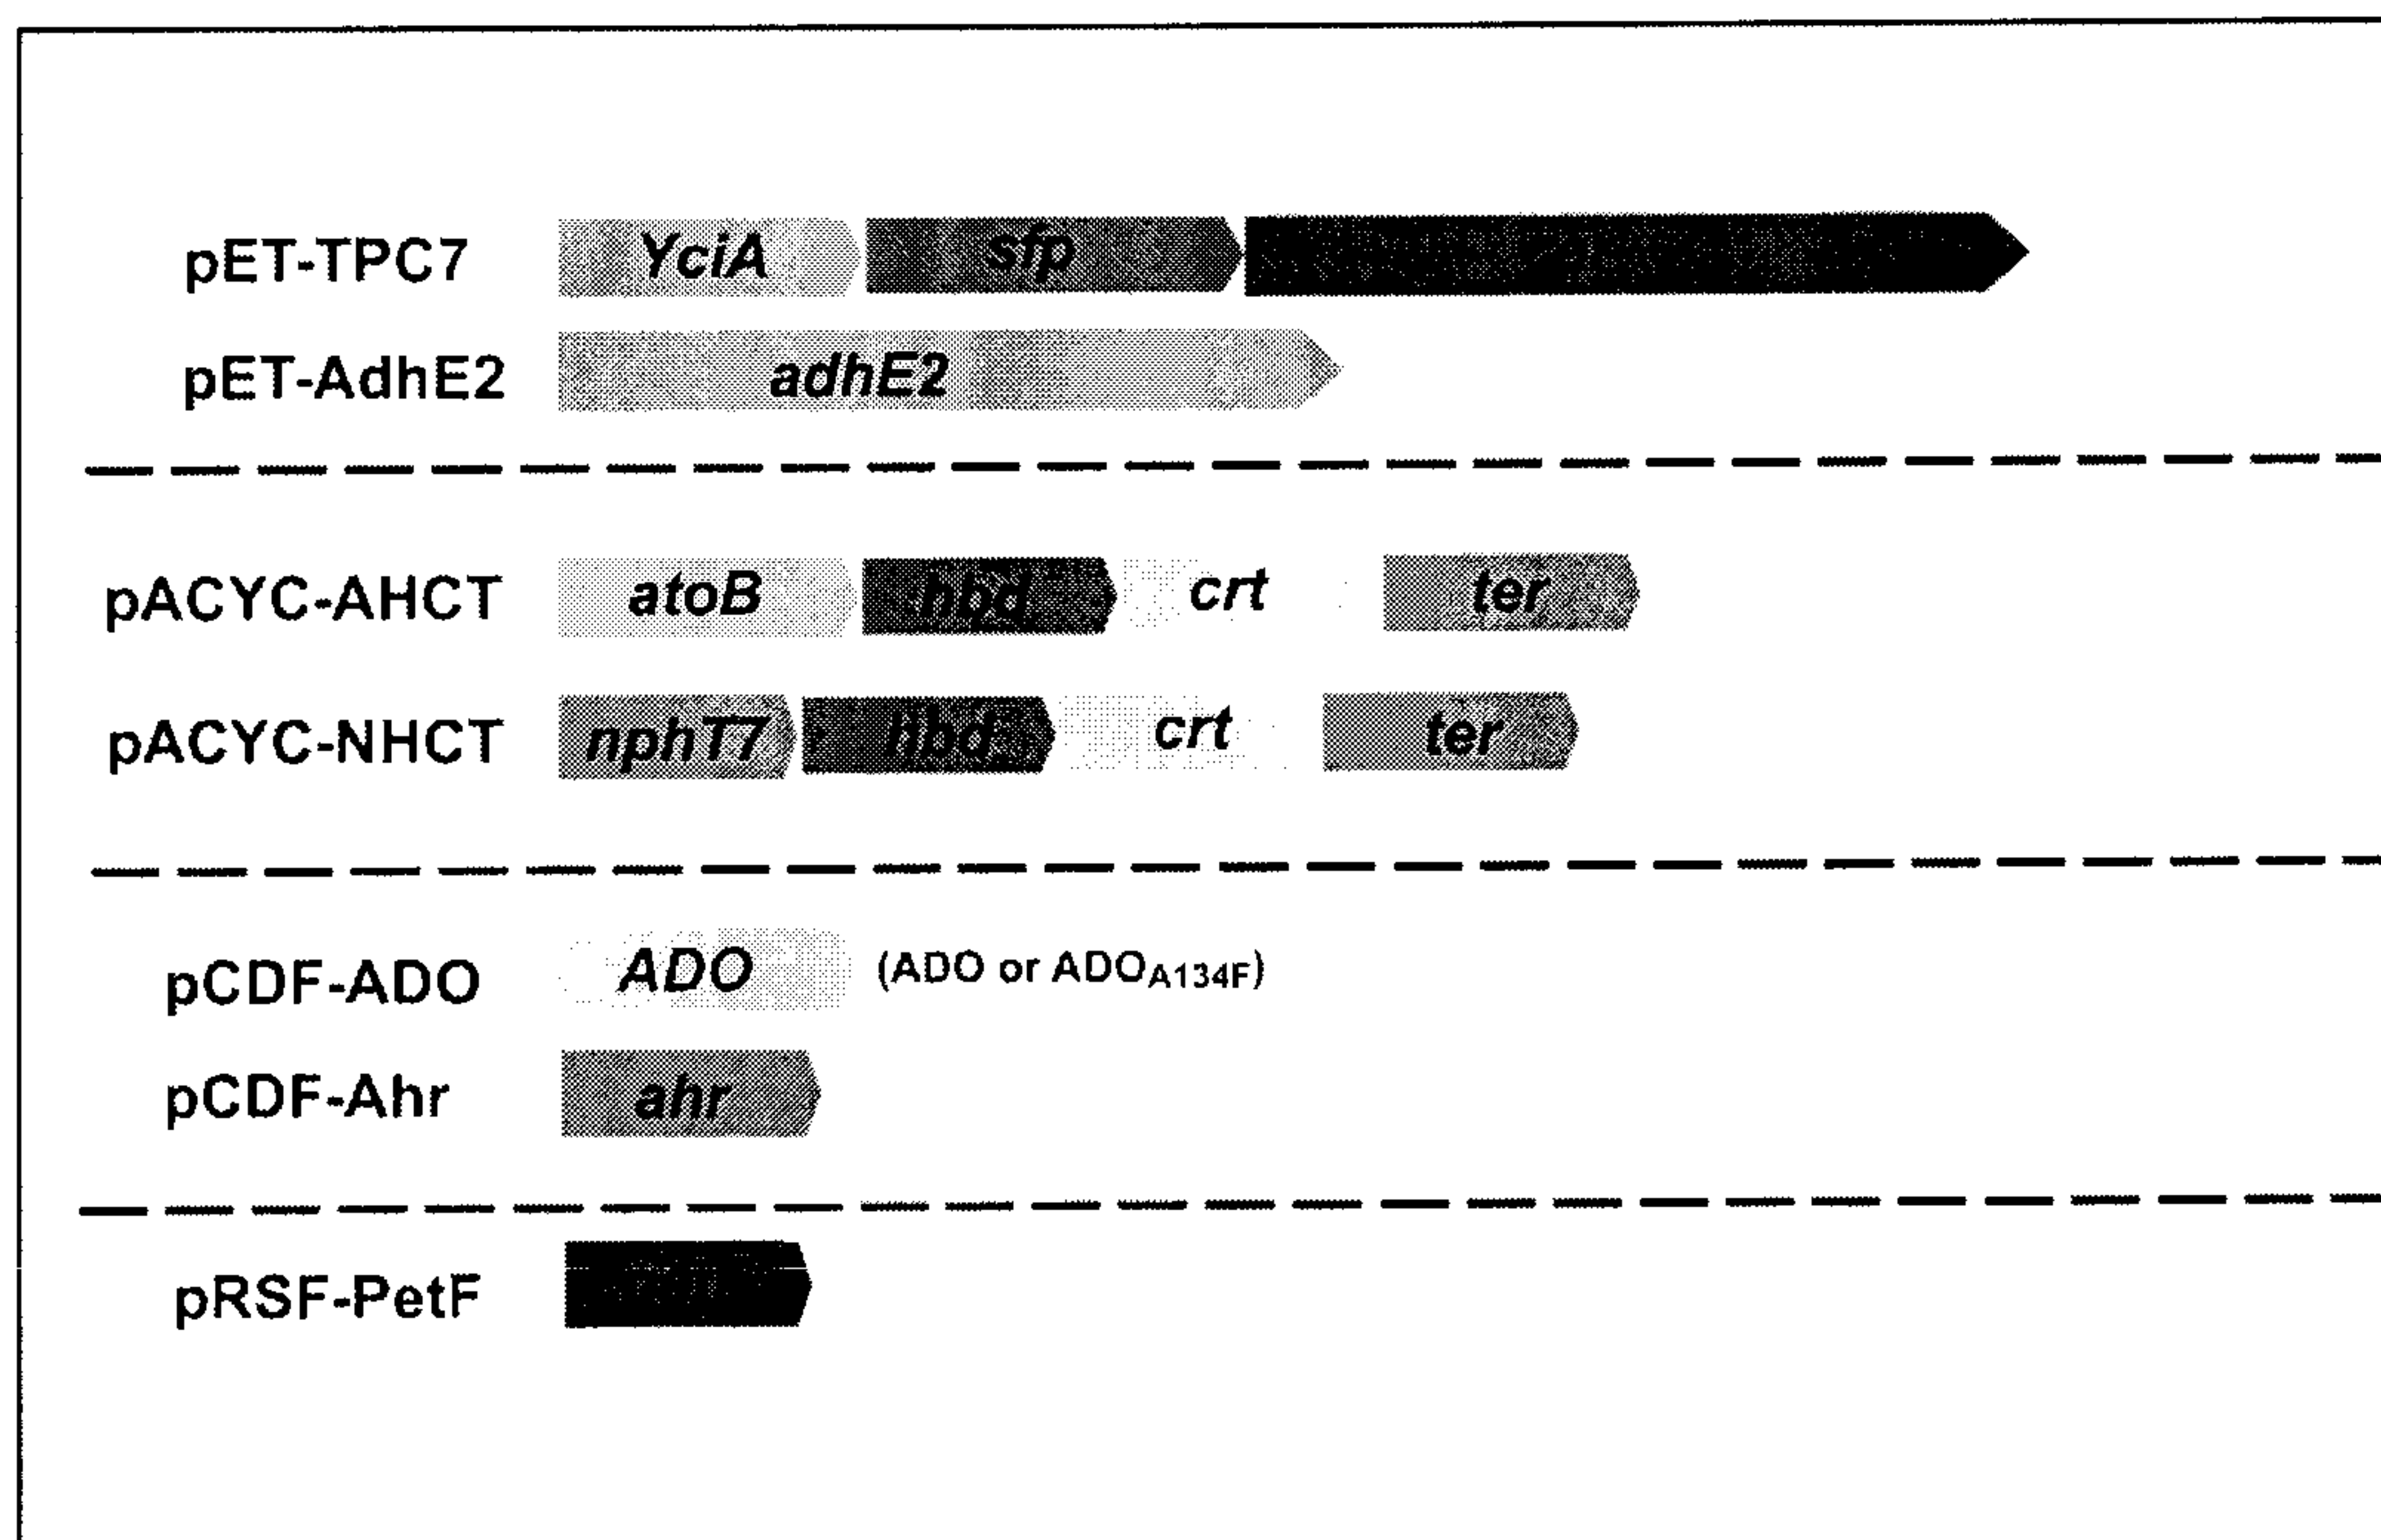 pET-TPC7 YciA sfp
pET-AdhE2 adhE2
pACYC-AHCT atoB hbd crt ter
pACYC-NHCT nphT7 hbd crt ter
pCDF-ADO ADO (ADO or ADOA134F)
pCDF-Ahr ahr
pRSF-PetF